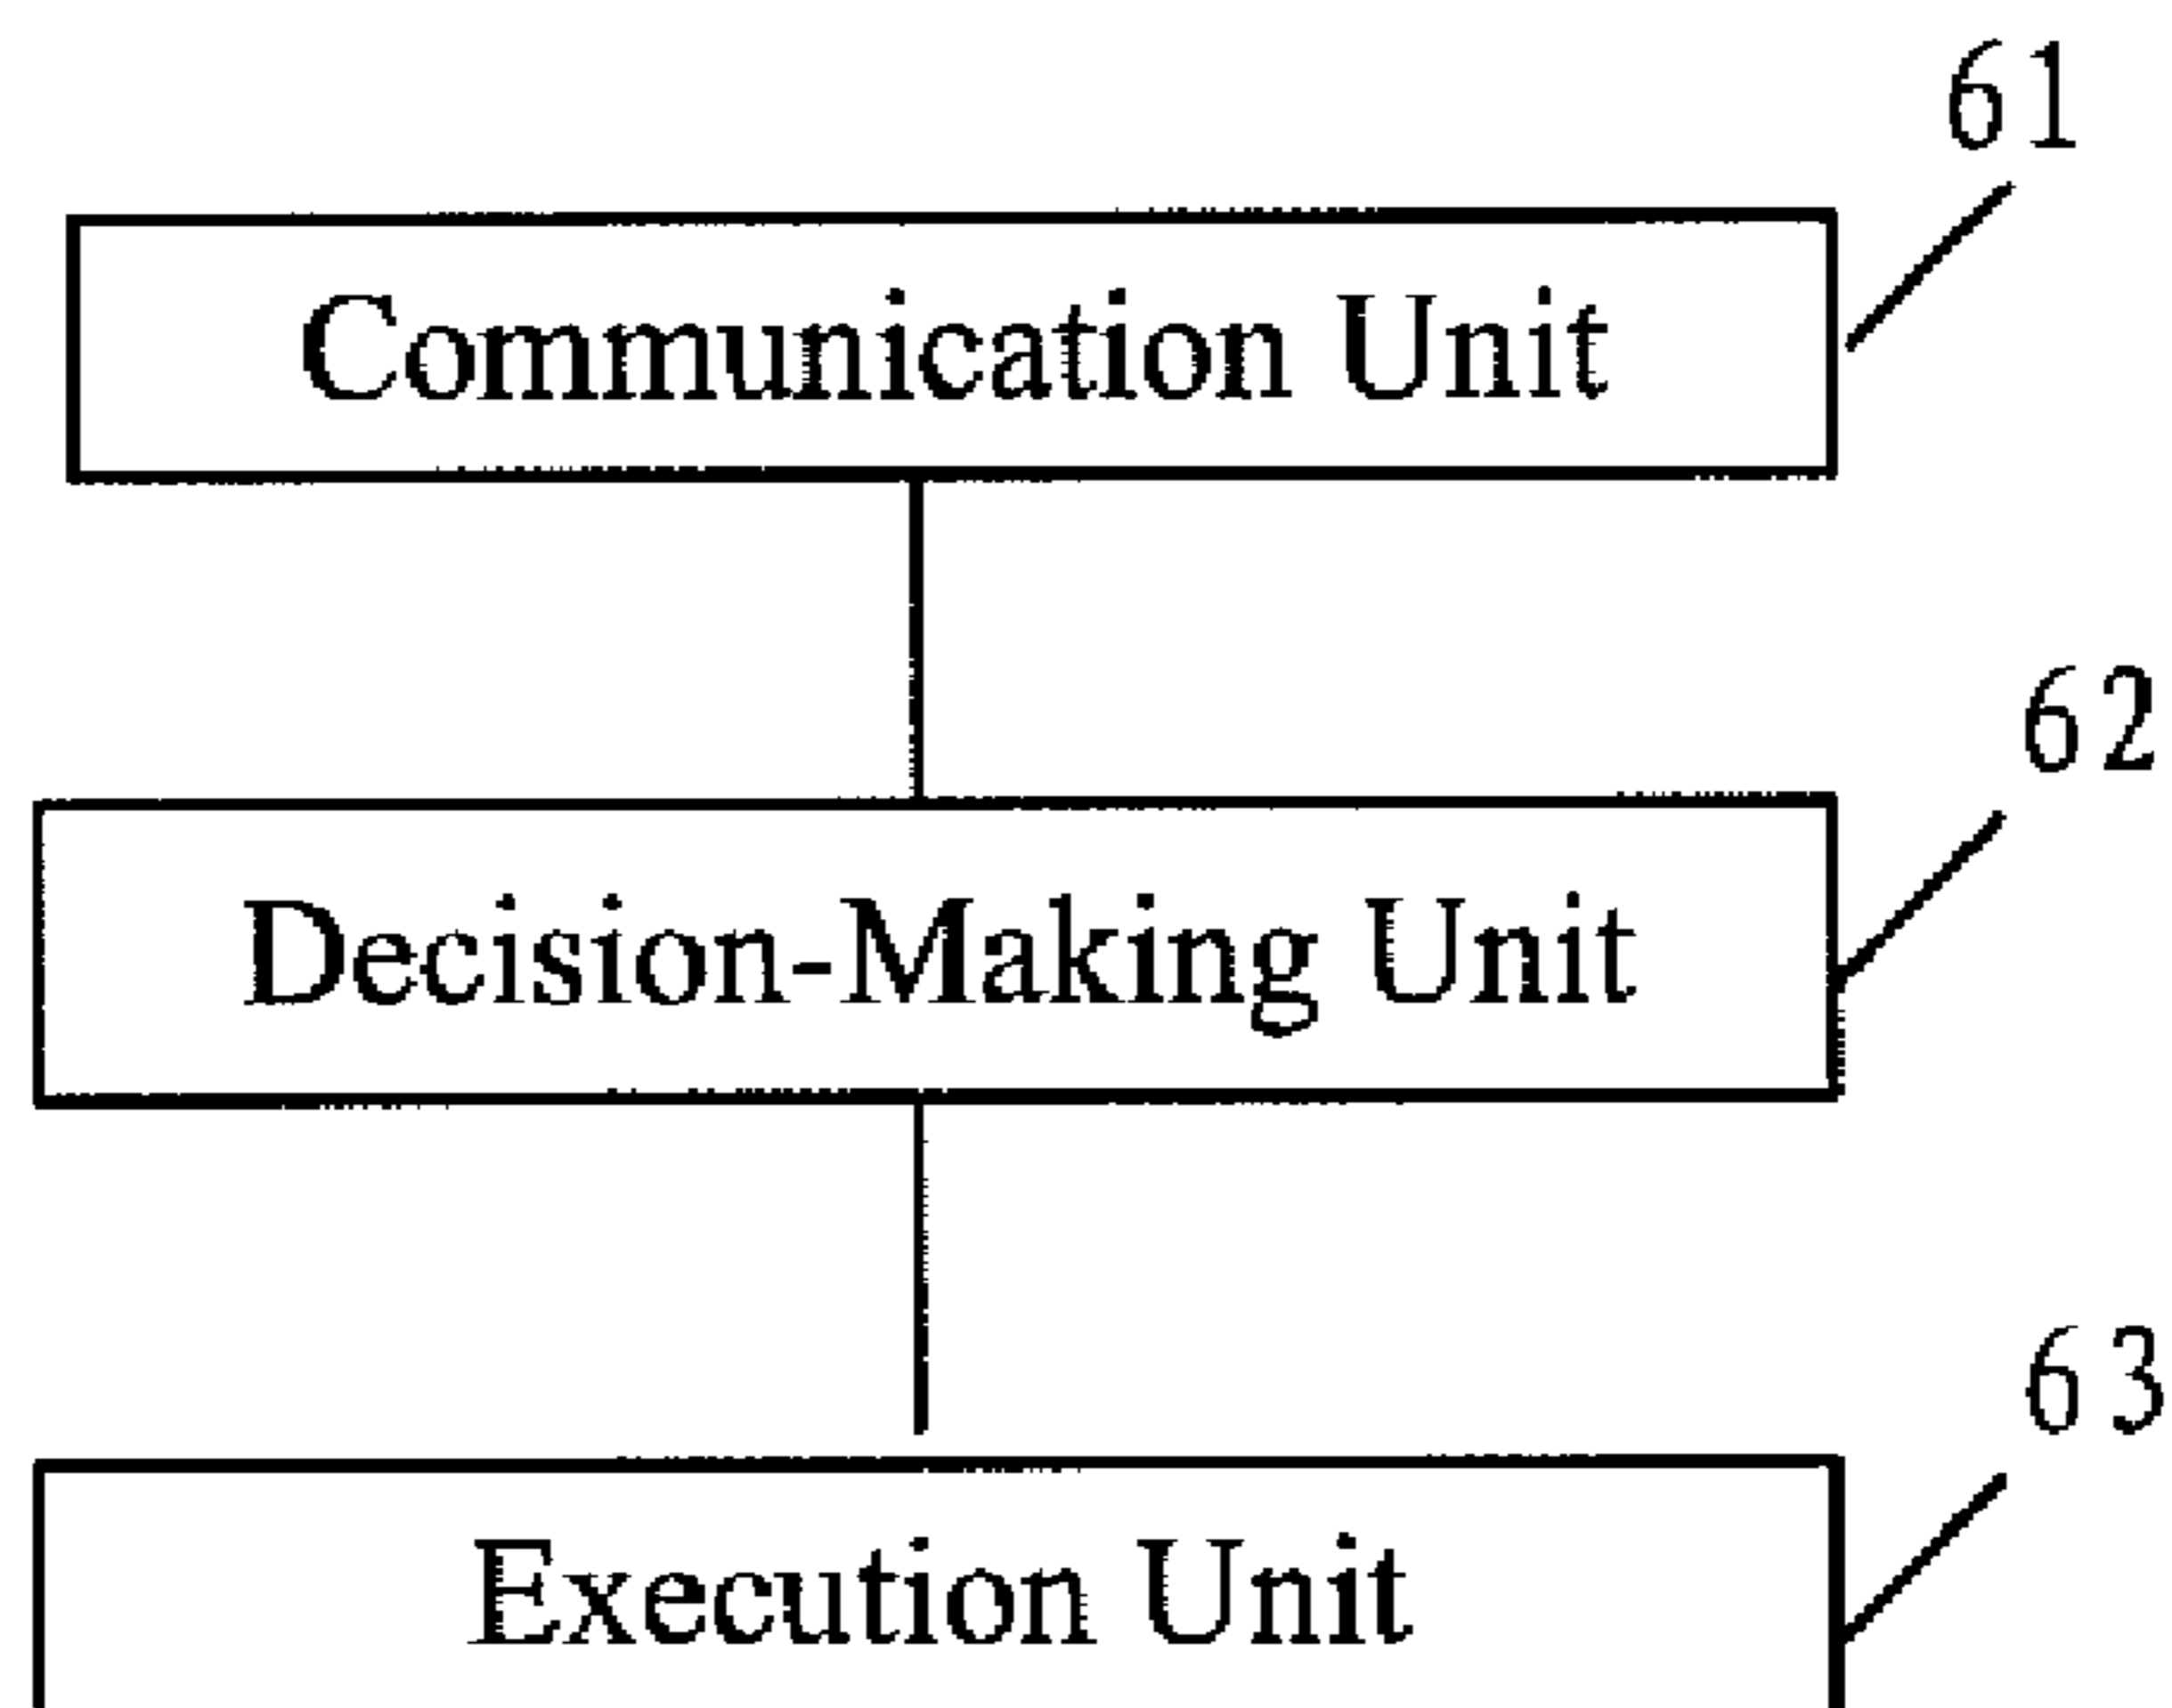 61
Communication Unit
62
Decision-Making Unit
63
Execution Unit